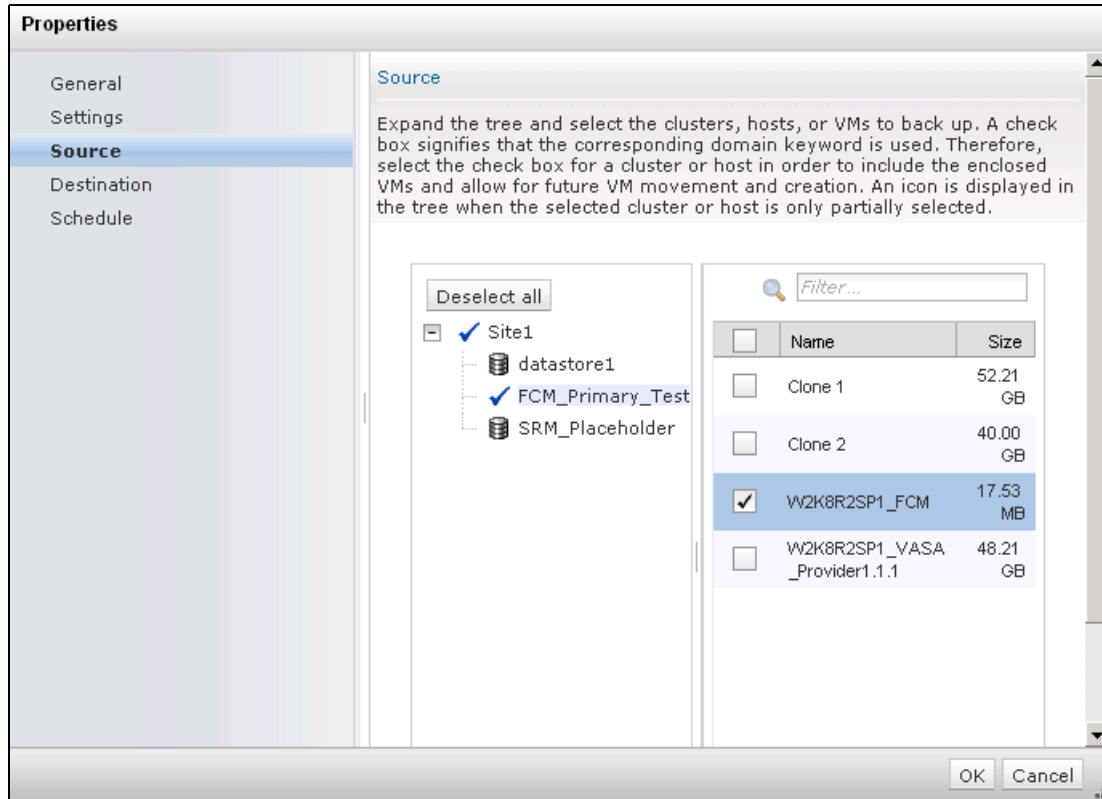 Properties
General
Settings
Source
Destination
Schedule
Source
Expand the tree and select the clusters, hosts, or VMs to back up. A check
box signifies that the corresponding domain keyword is used. Therefore,
select the check box for a cluster or host in order to include the enclosed
VMs and allow for future VM movement and creation. An icon is displayed in
the tree when the selected cluster or host is only partially selected.
Deselect all
Site1
datastore1
FCM_Primary_Test
SRM_Placeholder
Filter...
Name Size
Clone 1 52.21
GB
Clone 2 40.00
GB
W2K8R2SP1_FCM 17.53
MB
W2K8R2SP1_VASA 48.21
_Provider1.1.1 GB
OK Cancel